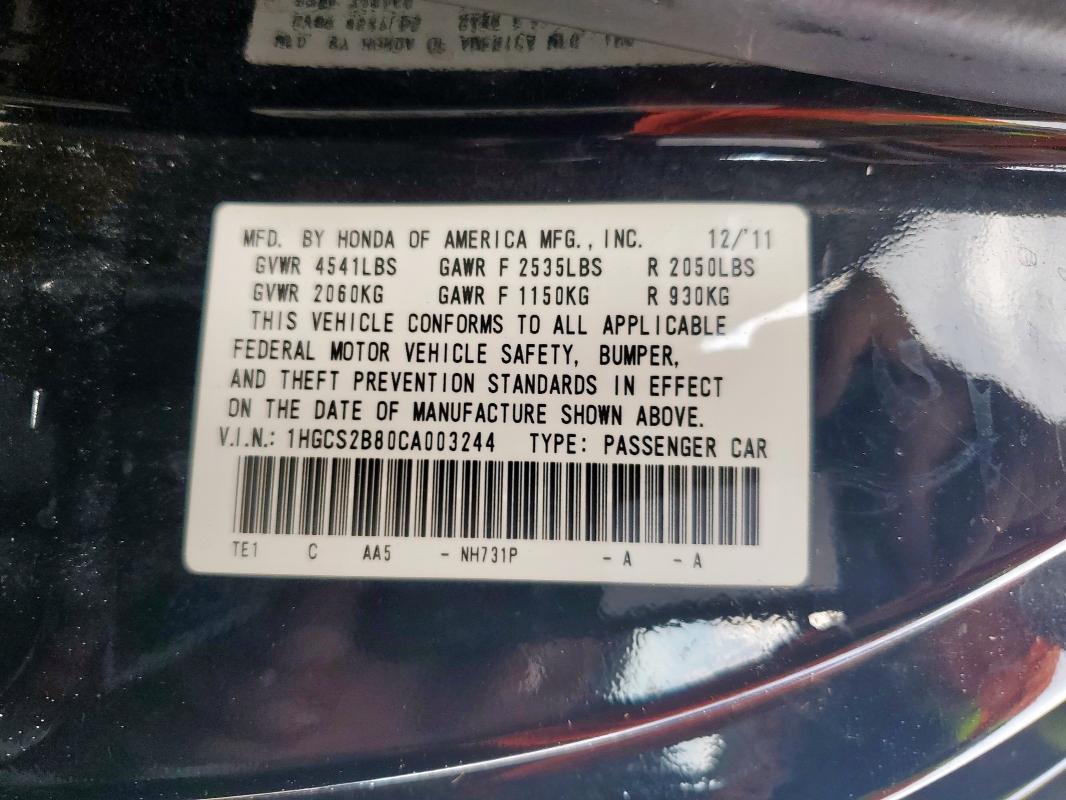 MFD. BY HONDA OF AMERICA MFG., INC. 12/'11
GVWR 4541LBS GAWR F 2535LBS R 2050LBS
GVWR 2060KG GAWR F 1150KG R 930KG
THIS VEHICLE CONFORMS TO ALL APPLICABLE
FEDERAL MOTOR VEHICLE SAFETY, BUMPER,
AND THEFT PREVENTION STANDARDS IN EFFECT
ON THE DATE OF MANUFACTURE SHOWN ABOVE.
V.I.N.: 1HGCS2B80CA003244 TYPE: PASSENGER CAR
TE1 C AA5 - NH731P - A - A